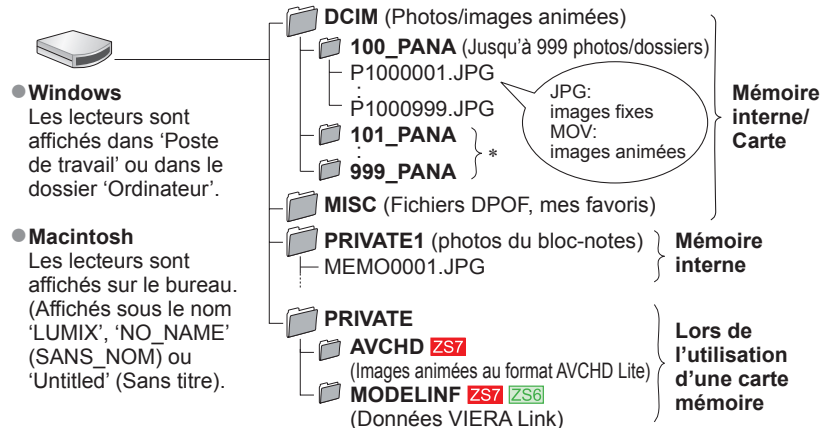 ● Windows
Les lecteurs sont
affichés dans ‘Poste
de travail’ ou dans le
dossier ‘Ordinateur’.
● Macintosh
Les lecteurs sont
affichés sur le bureau.
(Affichés sous le nom
‘LUMIX’, ‘NO_NAME’
(SANS_NOM) ou
‘Untitled’ (Sans titre).
DCIM (Photos/images animées)
100_PANA (Jusqu’à 999 photos/dossiers)
P1000001.JPG
:
P1000999.JPG
JPG:
images fixes
MOV:
images animées
101_PANA
:
999_PANA
*
MISC (Fichiers DPOF, mes favoris)
Mémoire
interne/
Carte
PRIVATE1 (photos du bloc-notes)
MEMO0001.JPG
Mémoire
interne
PRIVATE
AVCHD ZS7
(Images animées au format AVCHD Lite)
MODELINF ZS7 ZS6
(Données VIERA Link)
Lors de
l’utilisation
d’une carte
mémoire